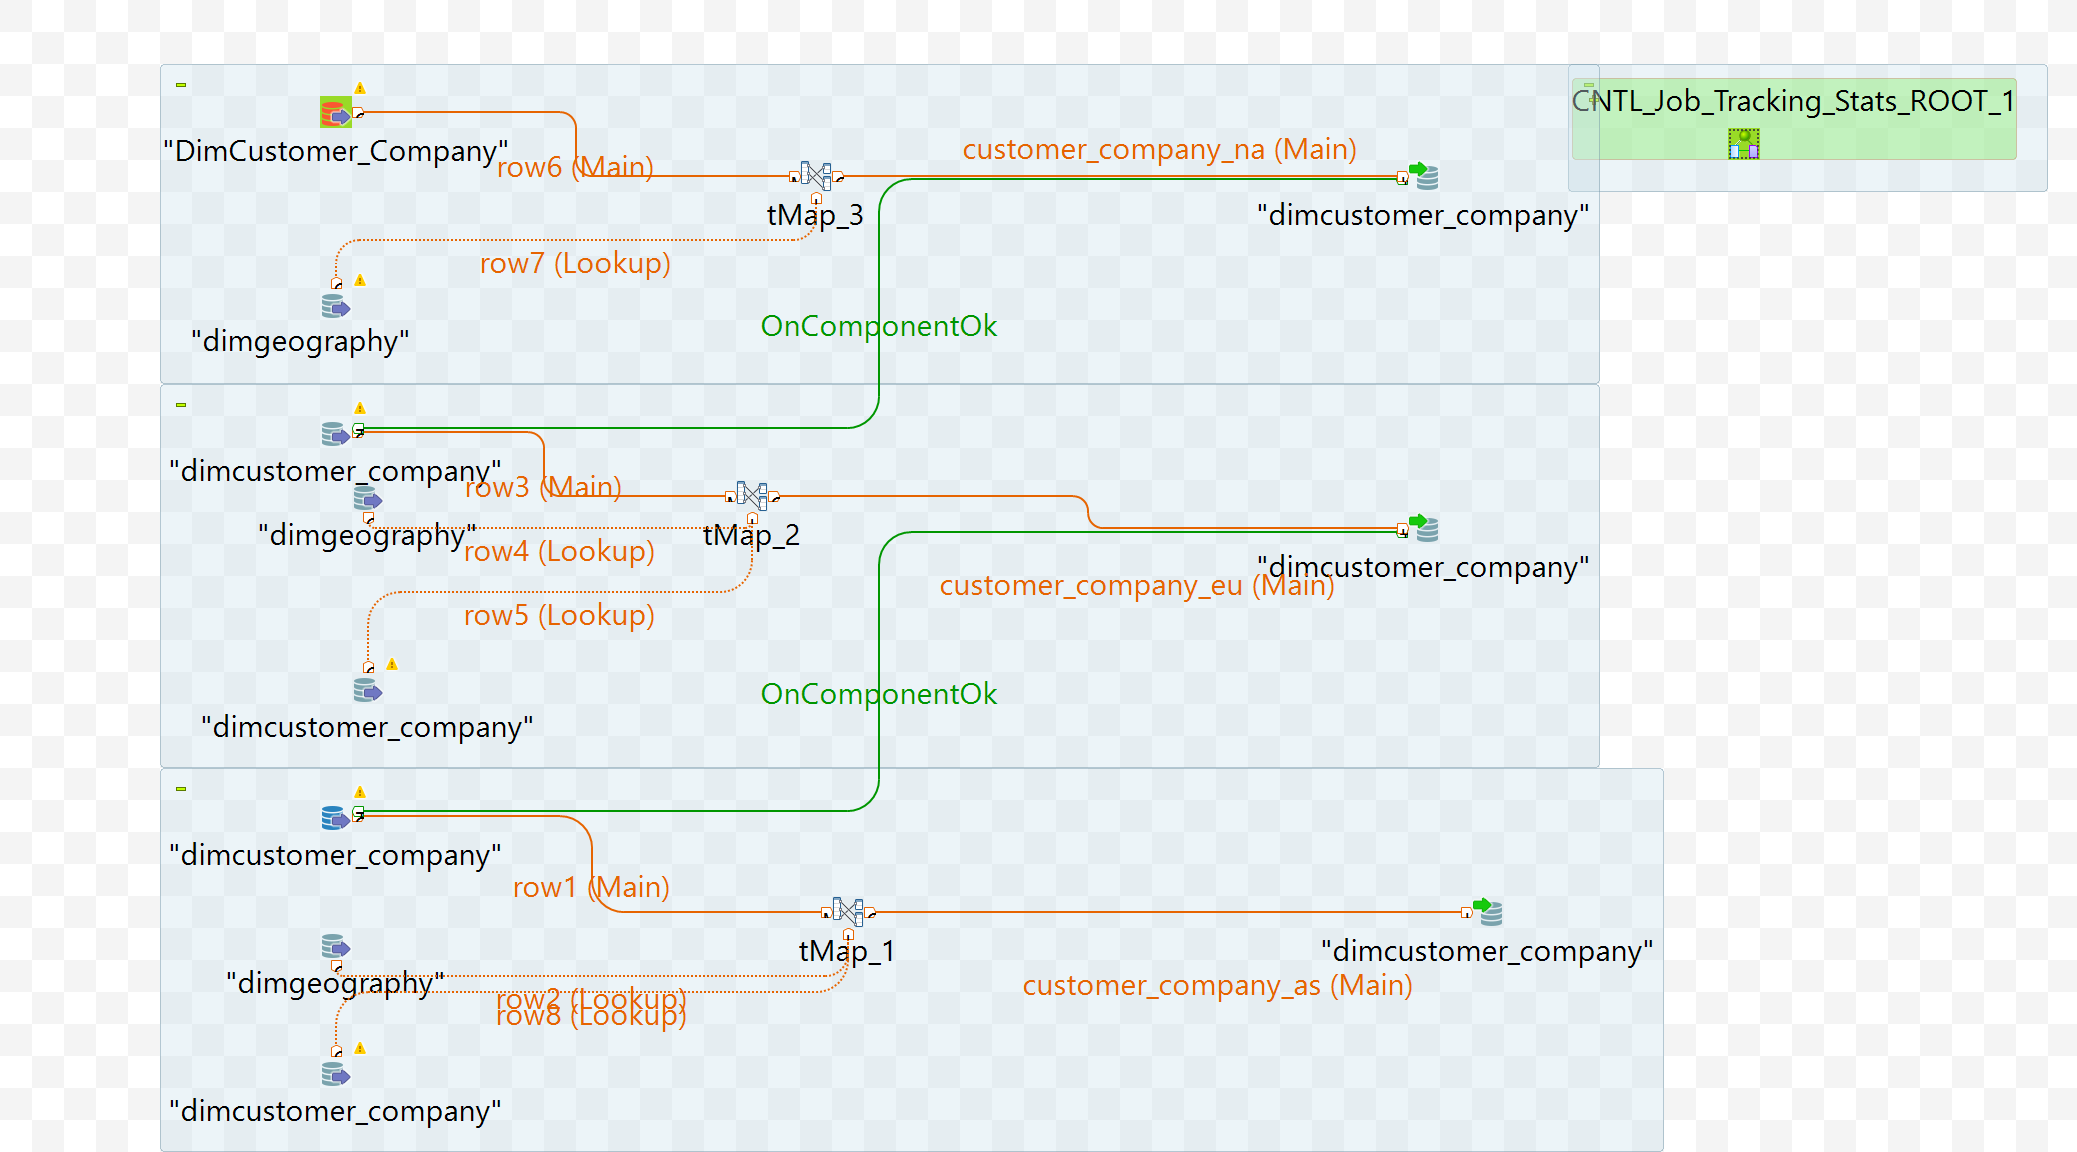 CNTL_Job_Tracking_Stats_ROOT_1
"DimCustomer_Company"
row6 (Main)
customer_company_na (Main)
tMap_3
"dimcustomer_company"
row7 (Lookup)
"dimgeography"
OnComponentOk
"dimcustomer_company"
row3 (Main)
"dimgeography"
row4 (Lookup)
tMap_2
"dimcustomer_company"
customer_company_eu (Main)
row5 (Lookup)
"dimcustomer_company"
OnComponentOk
"dimcustomer_company"
row1 (Main)
tMap_1
"dimcustomer_company"
"dimgeography"
row2 (Lookup)
row8 (Lookup)
customer_company_as (Main)
"dimcustomer_company"